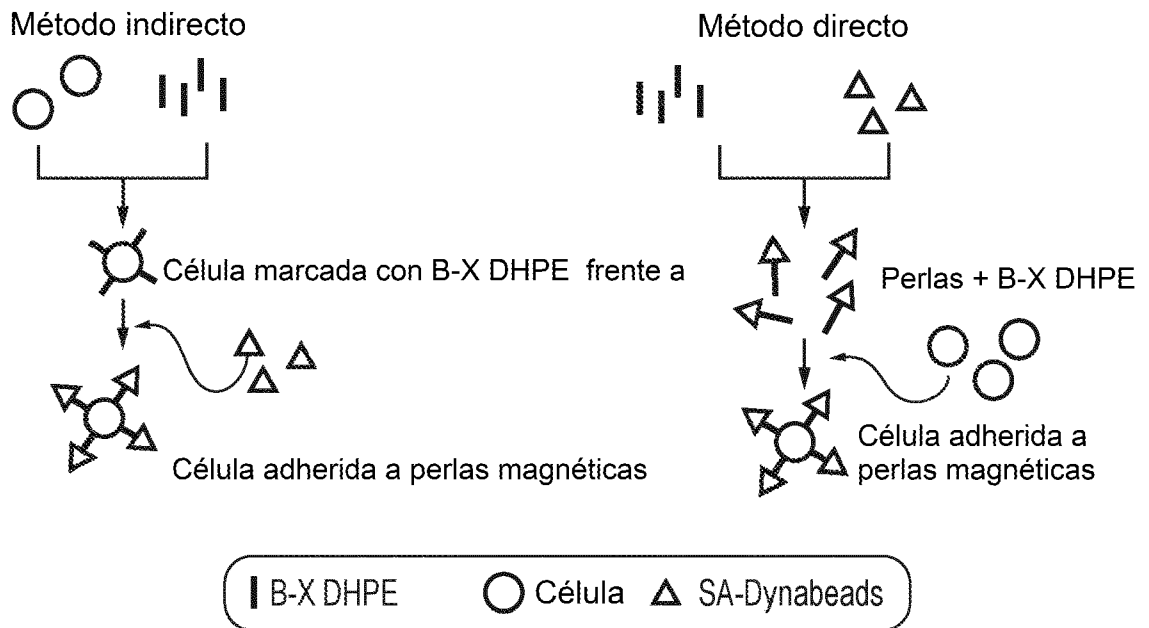 Método indirecto
Célula marcada con B-X DHPE frente a
Célula adherida a perlas magnéticas
Método directo
Perlas + B-X DHPE
Célula adherida a
perlas magnéticas
B-X DHPE Célula SA-Dynabeads